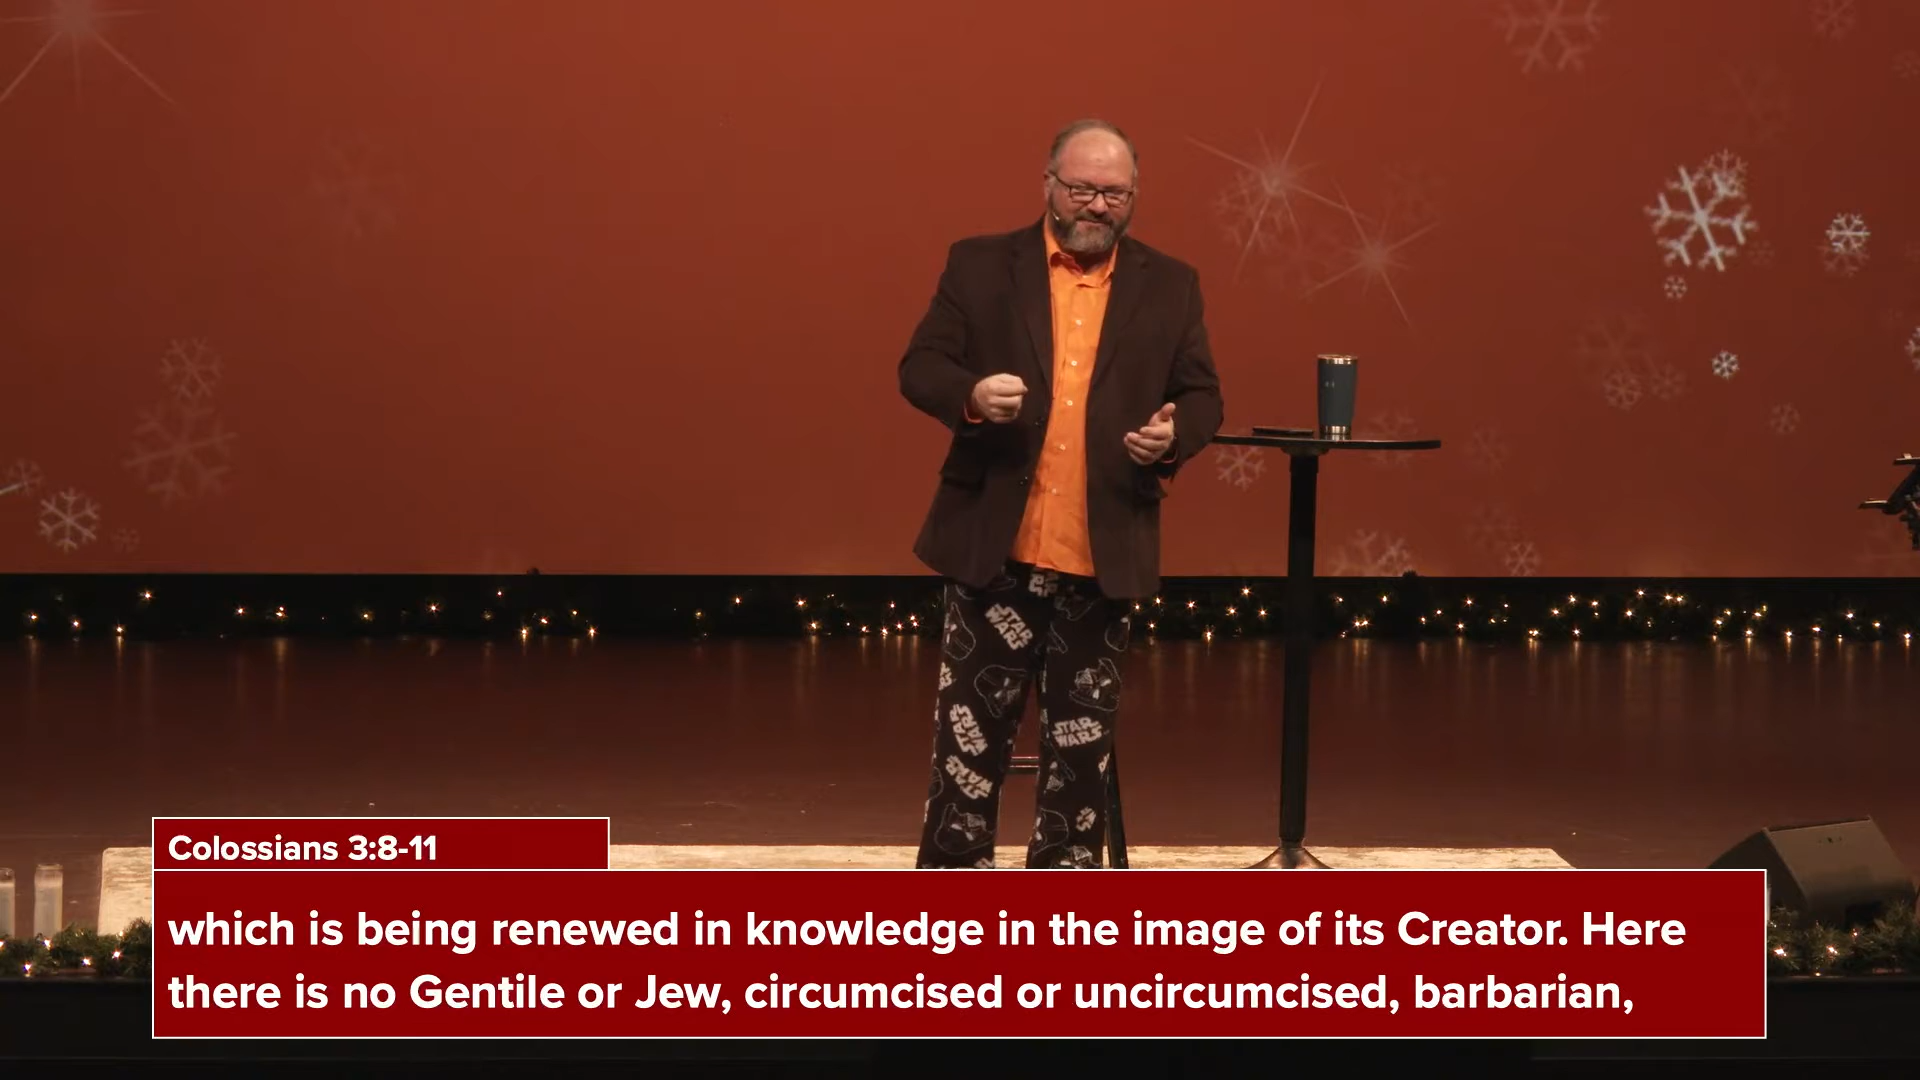 STAR
WARS
STAR
WARS
STAR
WARS
STAR
WARS
Colossians 3:8-11
which is being renewed in knowledge in the image of its Creator. Here
there is no Gentile or Jew, circumcised or uncircumcised, barbarian,